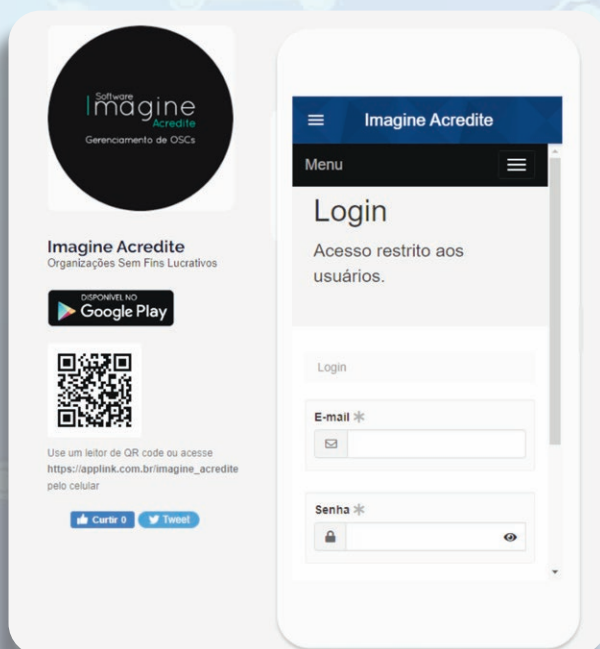 Software
Imagine
Acredite
Gerenciamento de OSCs
Imagine Acredite
Organizações Sem Fins Lucrativos
DISPONÍVEL NO
Google Play
Use um leitor de QR code ou acesse
https://applink.com.br/imagine_acredite
pelo celular
Curtir 0
Tweet
Imagine Acredite
Menu
Login
Acesso restrito aos
usuários.
Login
E-mail
Senha